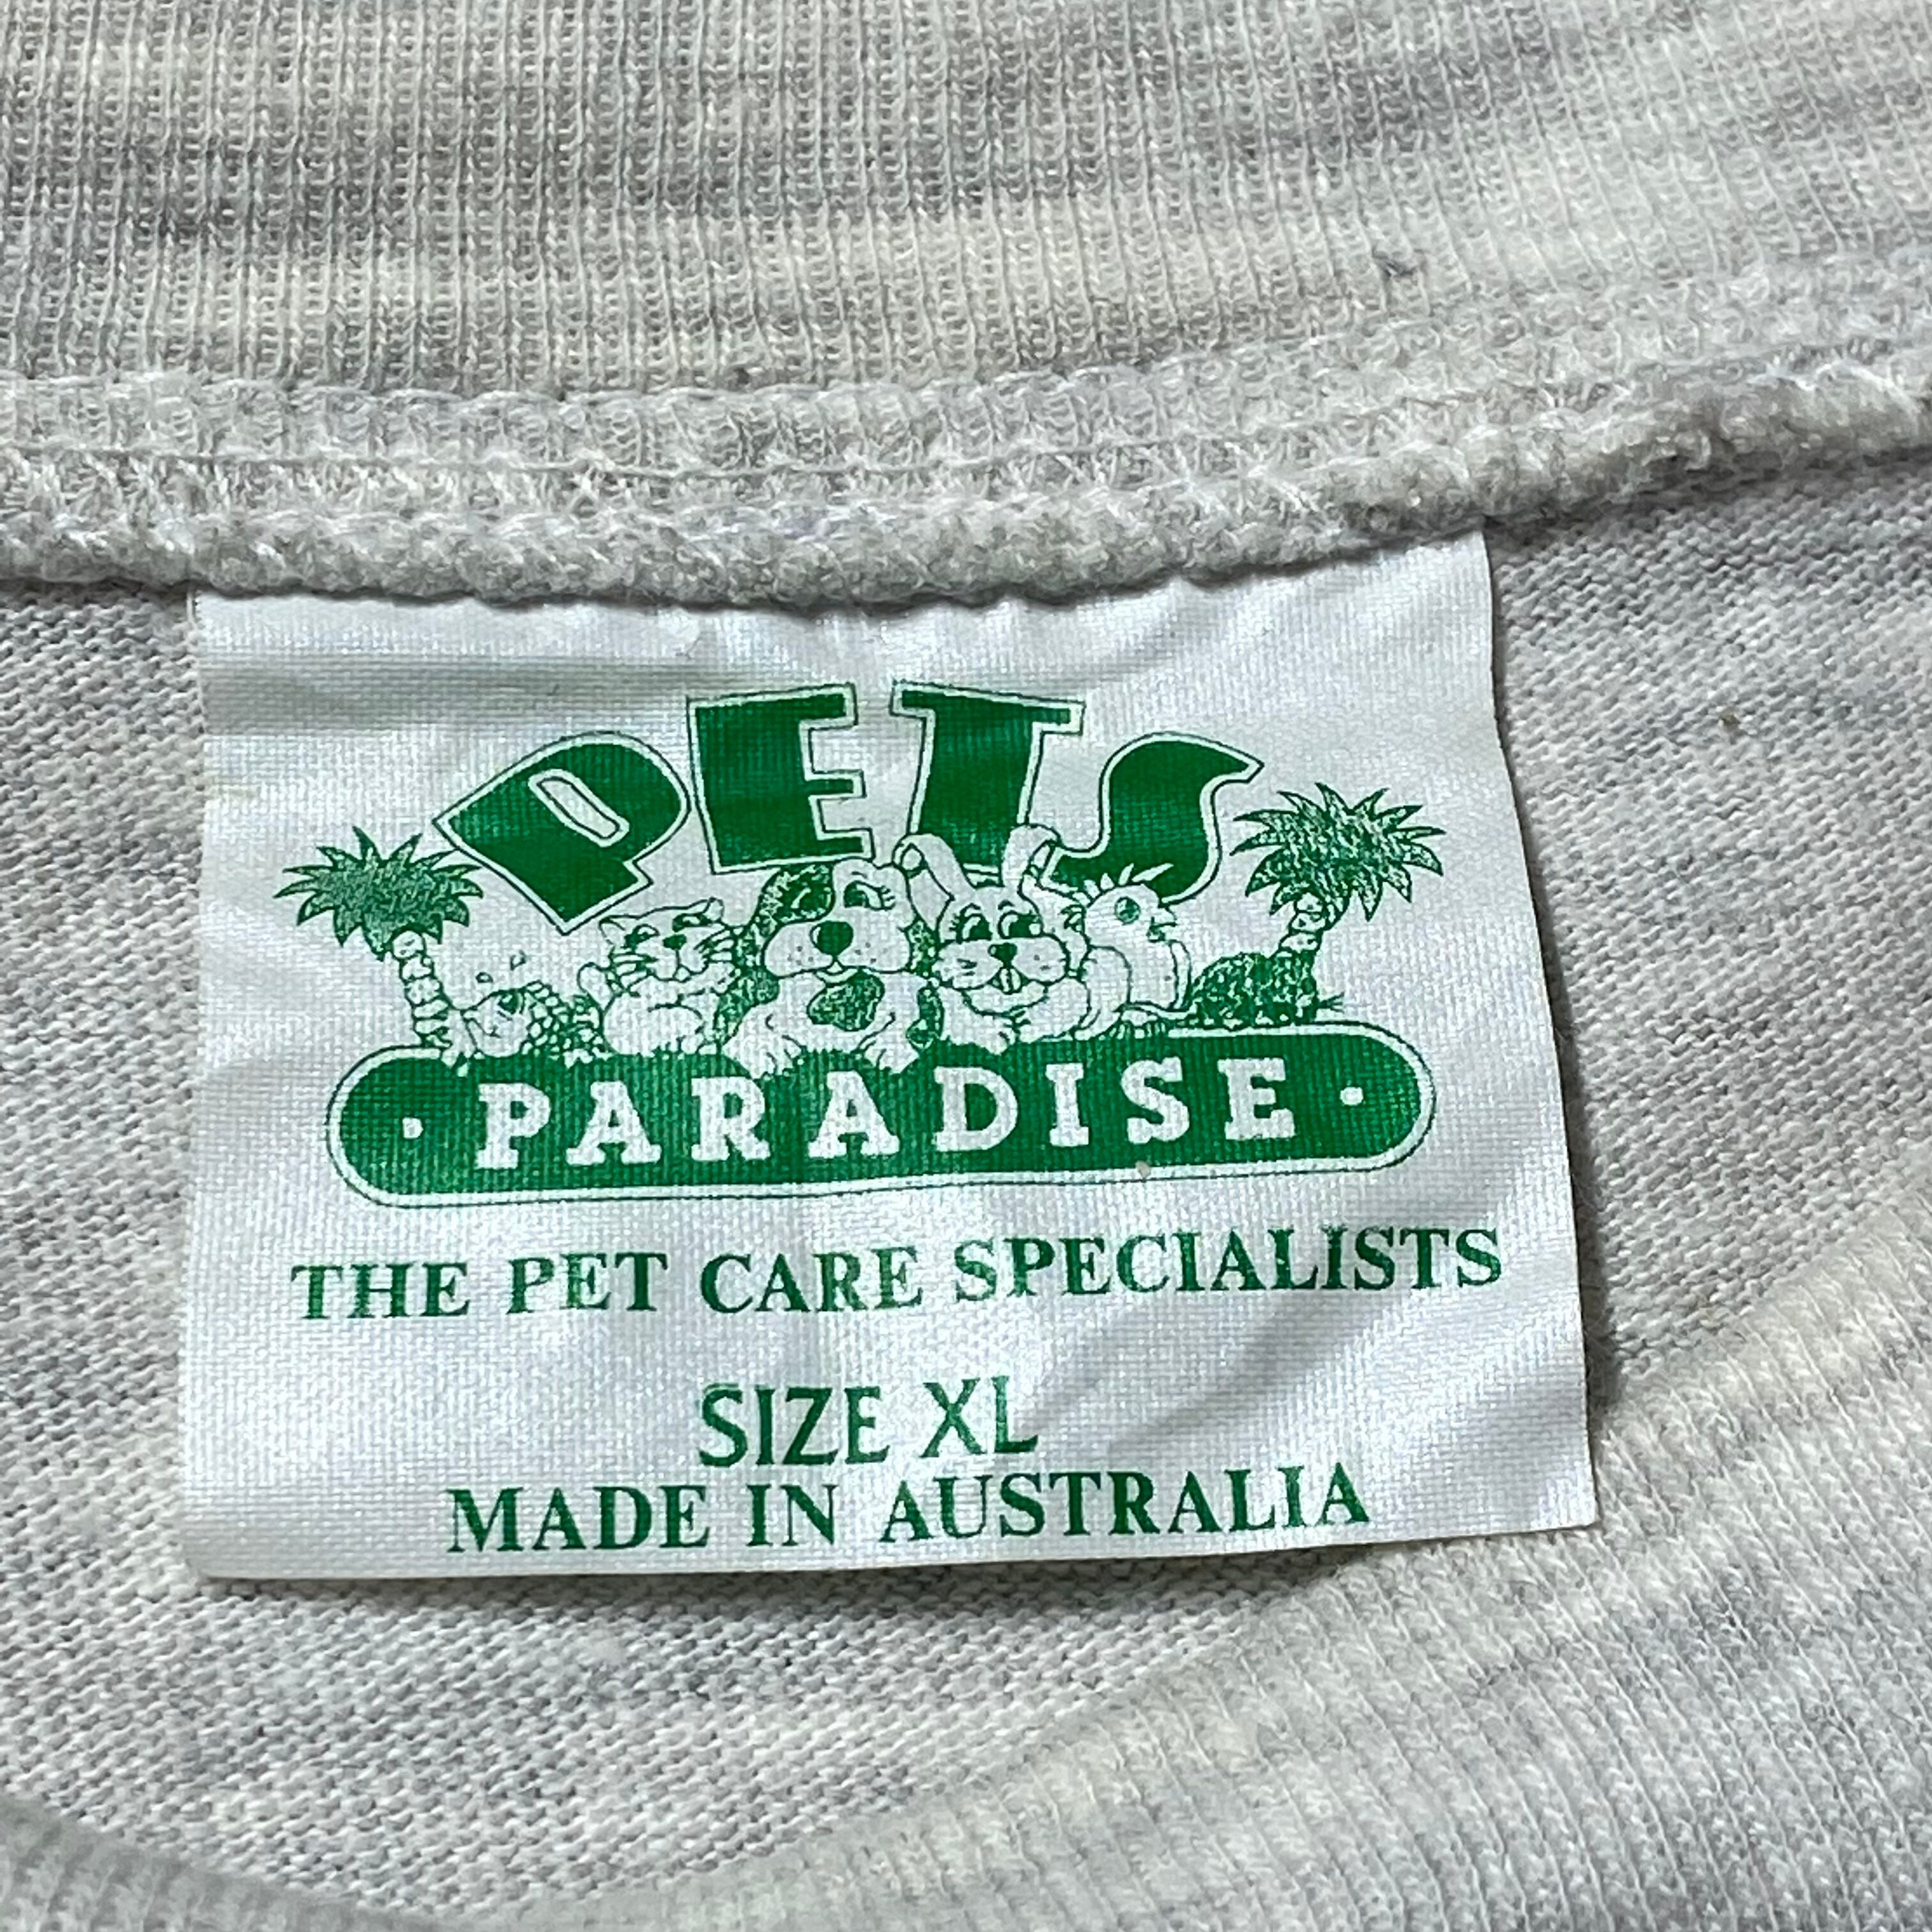 PETS
· PARADISE ·
THE PET CARE SPECIALISTS
SIZE XL
MADE IN AUSTRALIA